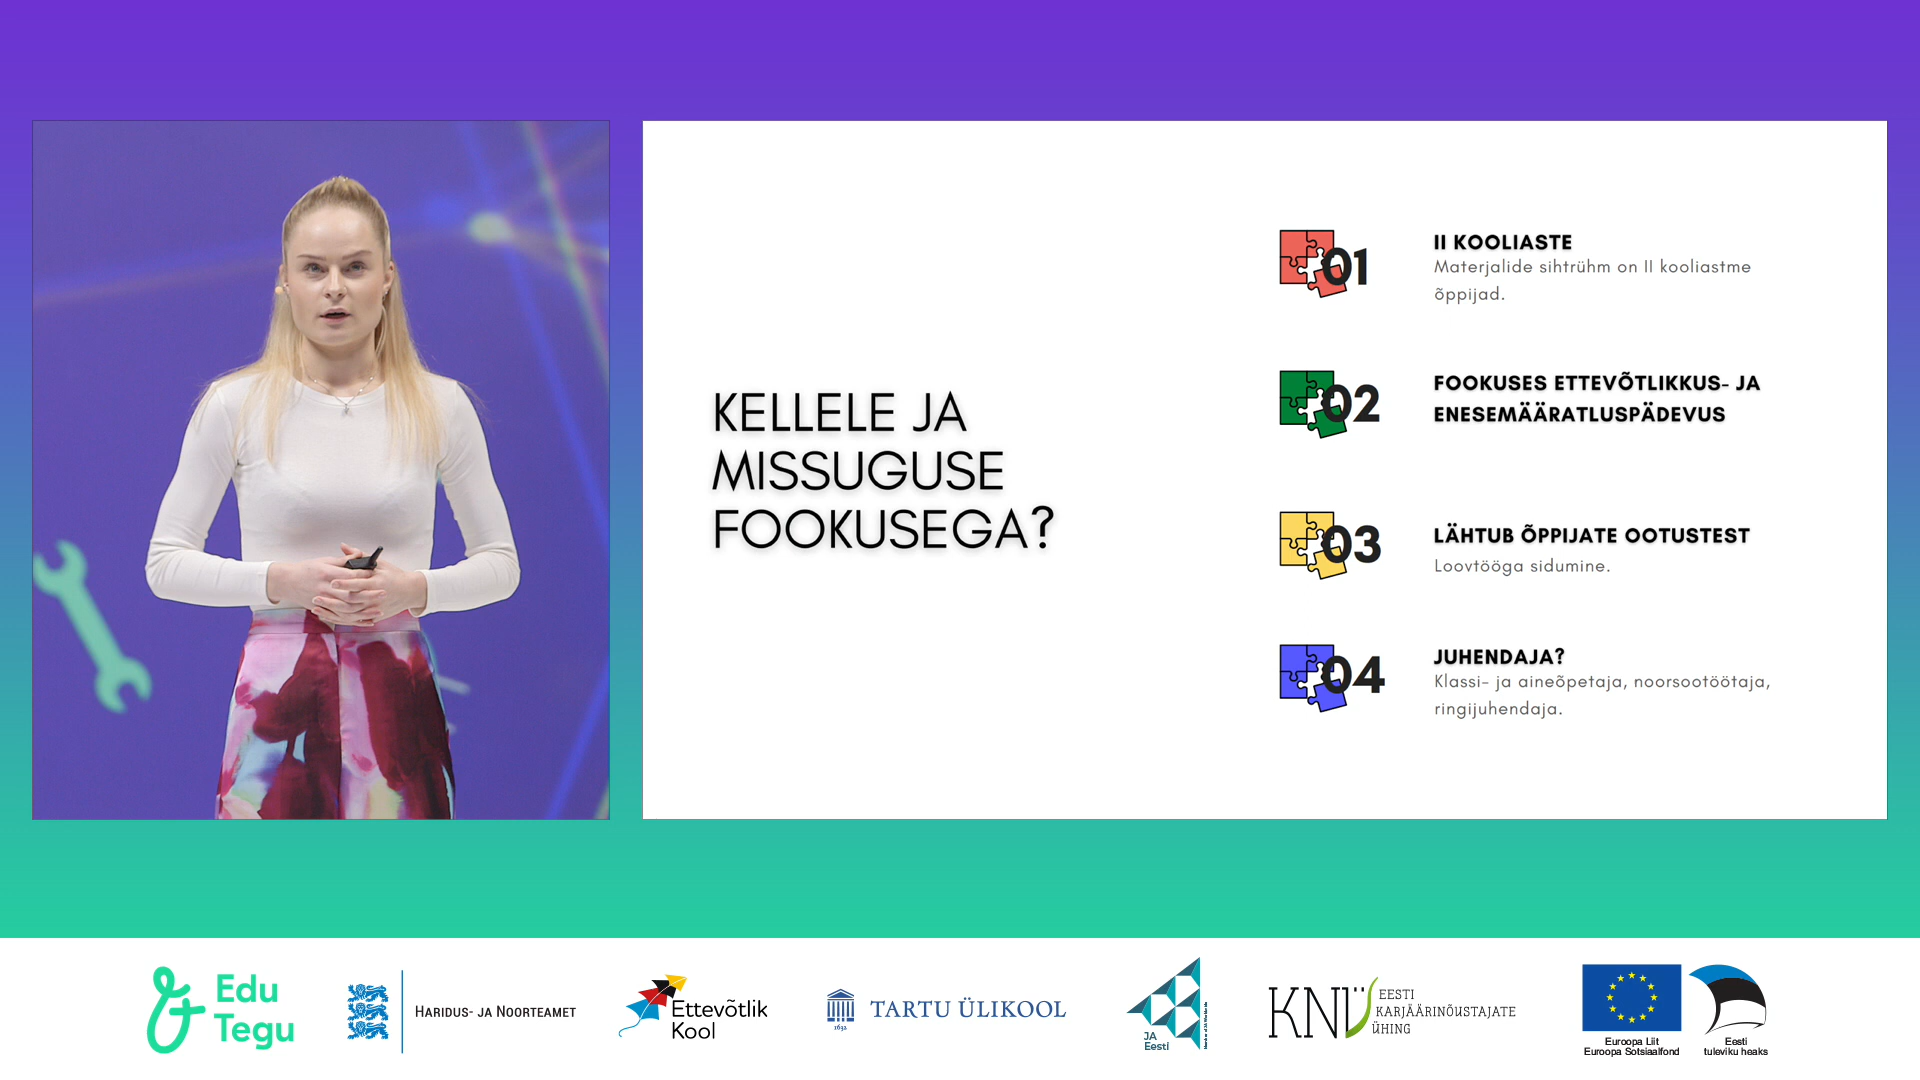 KELLELE JA
MISSUGUSE
FOOKUSEGA?
01
II KOOLIASTE
Materjalide sihtrühm on II kooliastme
õppijad.
02
FOOKUSES ETTEVÕTLIKKUS- JA
ENESEMÄÄRATLUSPÄDEVUS
03
LÄHTUB ÕPPIJATE OOTUSTEST
Loovtööga sidumine.
04
JUHENDAJA?
Klassi- ja aineõpetaja, noorsootöötaja,
ringijuhendaja.
Edu
Tegu
HARIDUS- JA NOORTEAMET
Ettevõtlik
Kool
1632
TARTU ÜLIKOOL
JA
Eesti
KNÜ
EESTI
KARJÄÄRINÕUSTAJATE
ÜHING
Euroopa Liit
Euroopa Sotsiaalfond
Eesti
tuleviku heaks